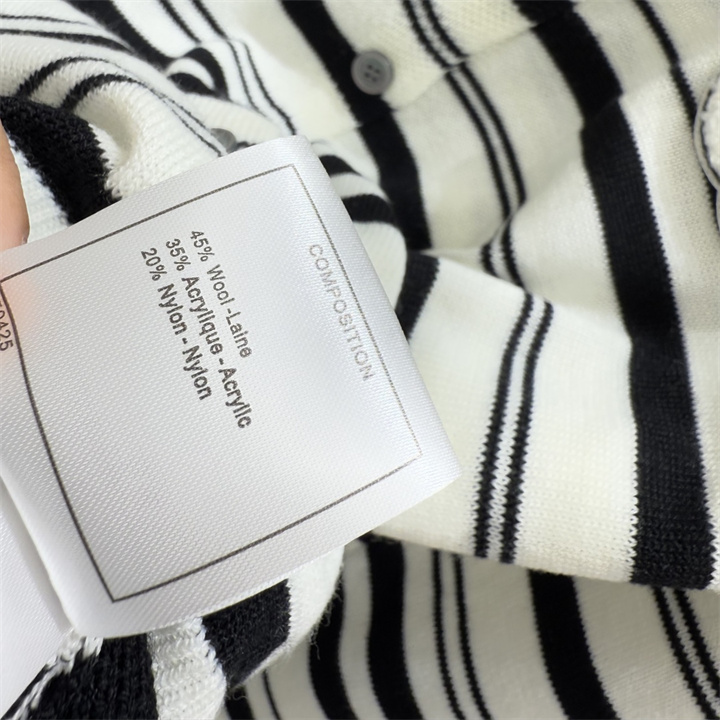 COMPOSITION
45% Wool-Laine
35% Acrylique-Acrylic
20% Nylon-Nylon